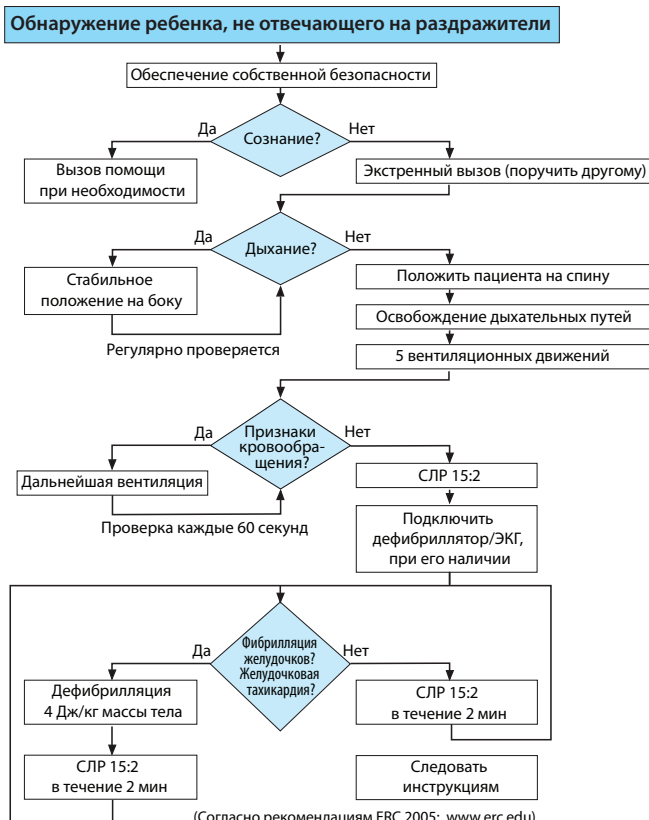 Обнаружение ребенка, не отвечающего на раздражители
Обеспечение собственной безопасности
Да
Сознание?
Нет
Вызов помощи
при необходимости
Экстренный вызов (поручить другому)
Да
Дыхание?
Нет
Стабильное
положение на боку
Положить пациента на спину
Освобождение дыхательных путей
Регулярно проверяется
5 вентиляционных движений
Да
Признаки
кровообра-
щения?
Нет
Дальнейшая вентиляция
СЛР 15:2
Проверка каждые 60 секунд
Подключить
дефибриллятор/ЭКГ,
при его наличии
Да
Фибрилляция
желудочков?
Желудочковая
тахикардия?
Нет
Дефибрилляция
4 Дж/кг массы тела
СЛР 15:2
в течение 2 мин
СЛР 15:2
в течение 2 мин
Следовать
инструкциям
(Согласно рекомендациям ERC 2005: www.erc.edu)